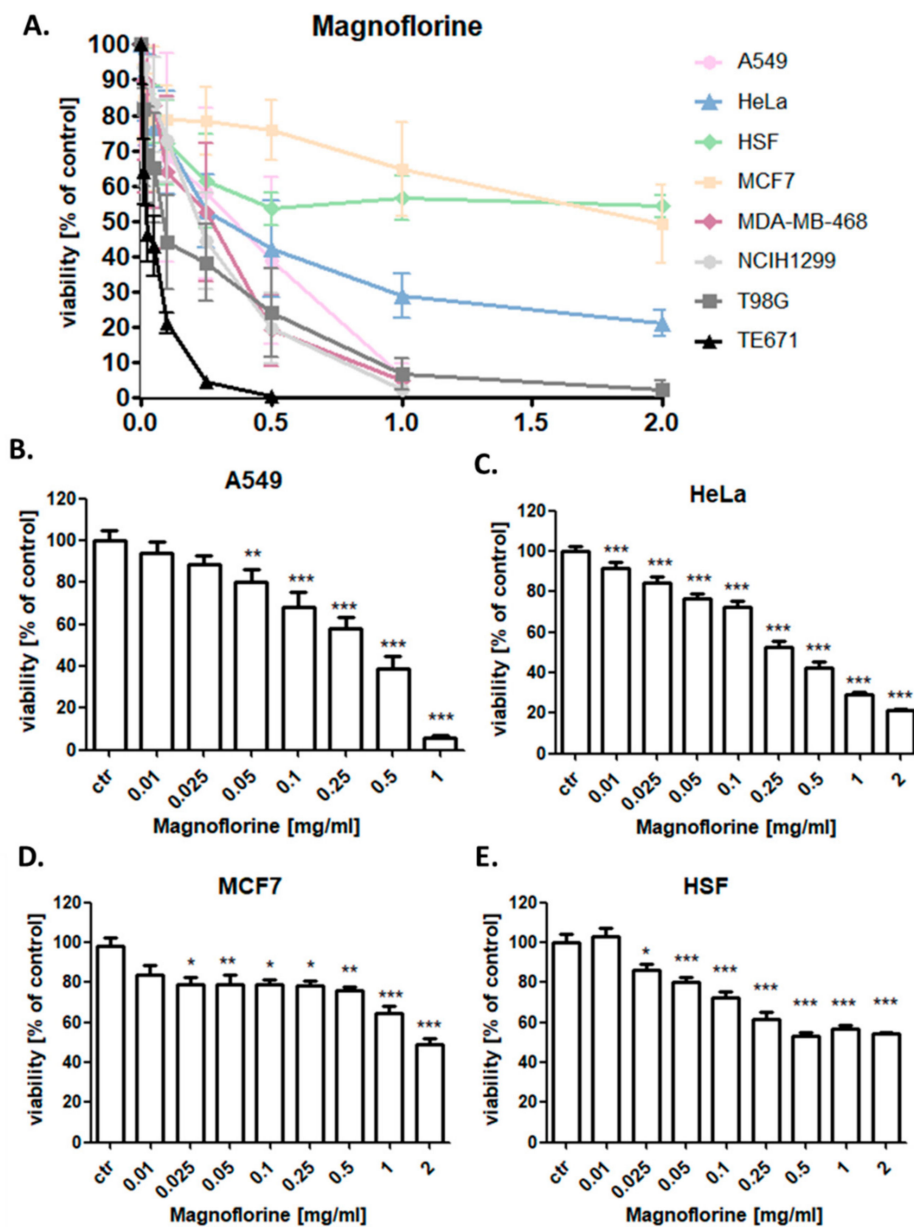 A.
Magnoflorine
viability [% of control]
100
90
80
70
60
50
40
30
20
10
0
0.0 0.5 1.0 1.5 2.0
A549
HeLa
HSF
MCF7
MDA-MB-468
NCIH1299
T98G
TE671
B.
A549
viability [% of control]
120
100
80
60
40
20
0
** *** *** *** ***
ctr 0.01 0.025 0.05 0.1 0.25 0.5 1
Magnoflorine [mg/ml]
C.
HeLa
viability [% of control]
120
100
80
60
40
20
0
*** *** *** *** *** *** *** ***
ctr 0.01 0.025 0.05 0.1 0.25 0.5 1 2
Magnoflorine [mg/ml]
D.
MCF7
viability [% of control]
120
100
80
60
40
20
0
* ** * * ** *** ***
ctr 0.01 0.025 0.05 0.1 0.25 0.5 1 2
Magnoflorine [mg/ml]
E.
HSF
viability [% of control]
120
100
80
60
40
20
0
* *** *** *** *** *** ***
ctr 0.01 0.025 0.05 0.1 0.25 0.5 1 2
Magnoflorine [mg/ml]